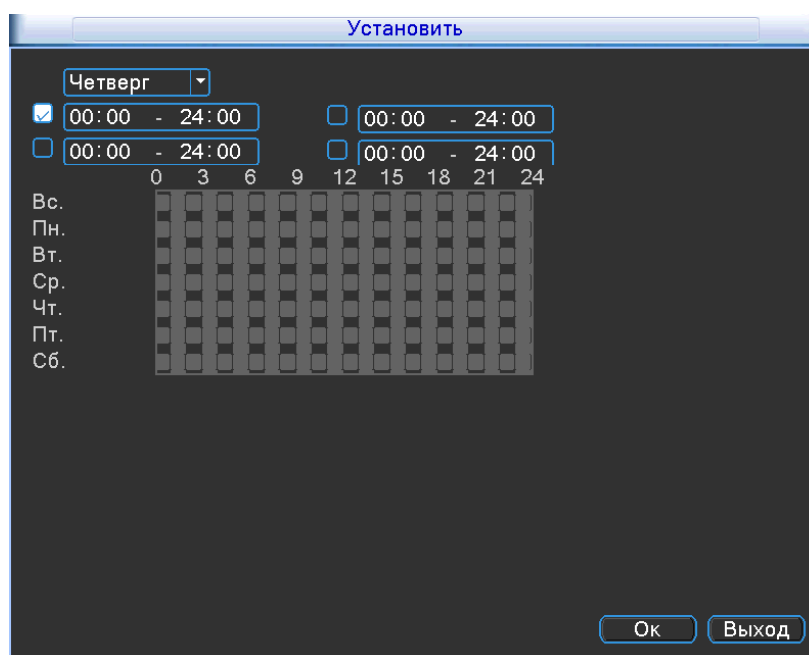 Установить
Четверг
00:00 - 24:00 00:00 - 24:00
00:00 - 24:00 00:00 - 24:00
0 3 6 9 12 15 18 21 24
Вс.
Пн.
Вт.
Ср.
Чт.
Пт.
Сб.
Ок Выход